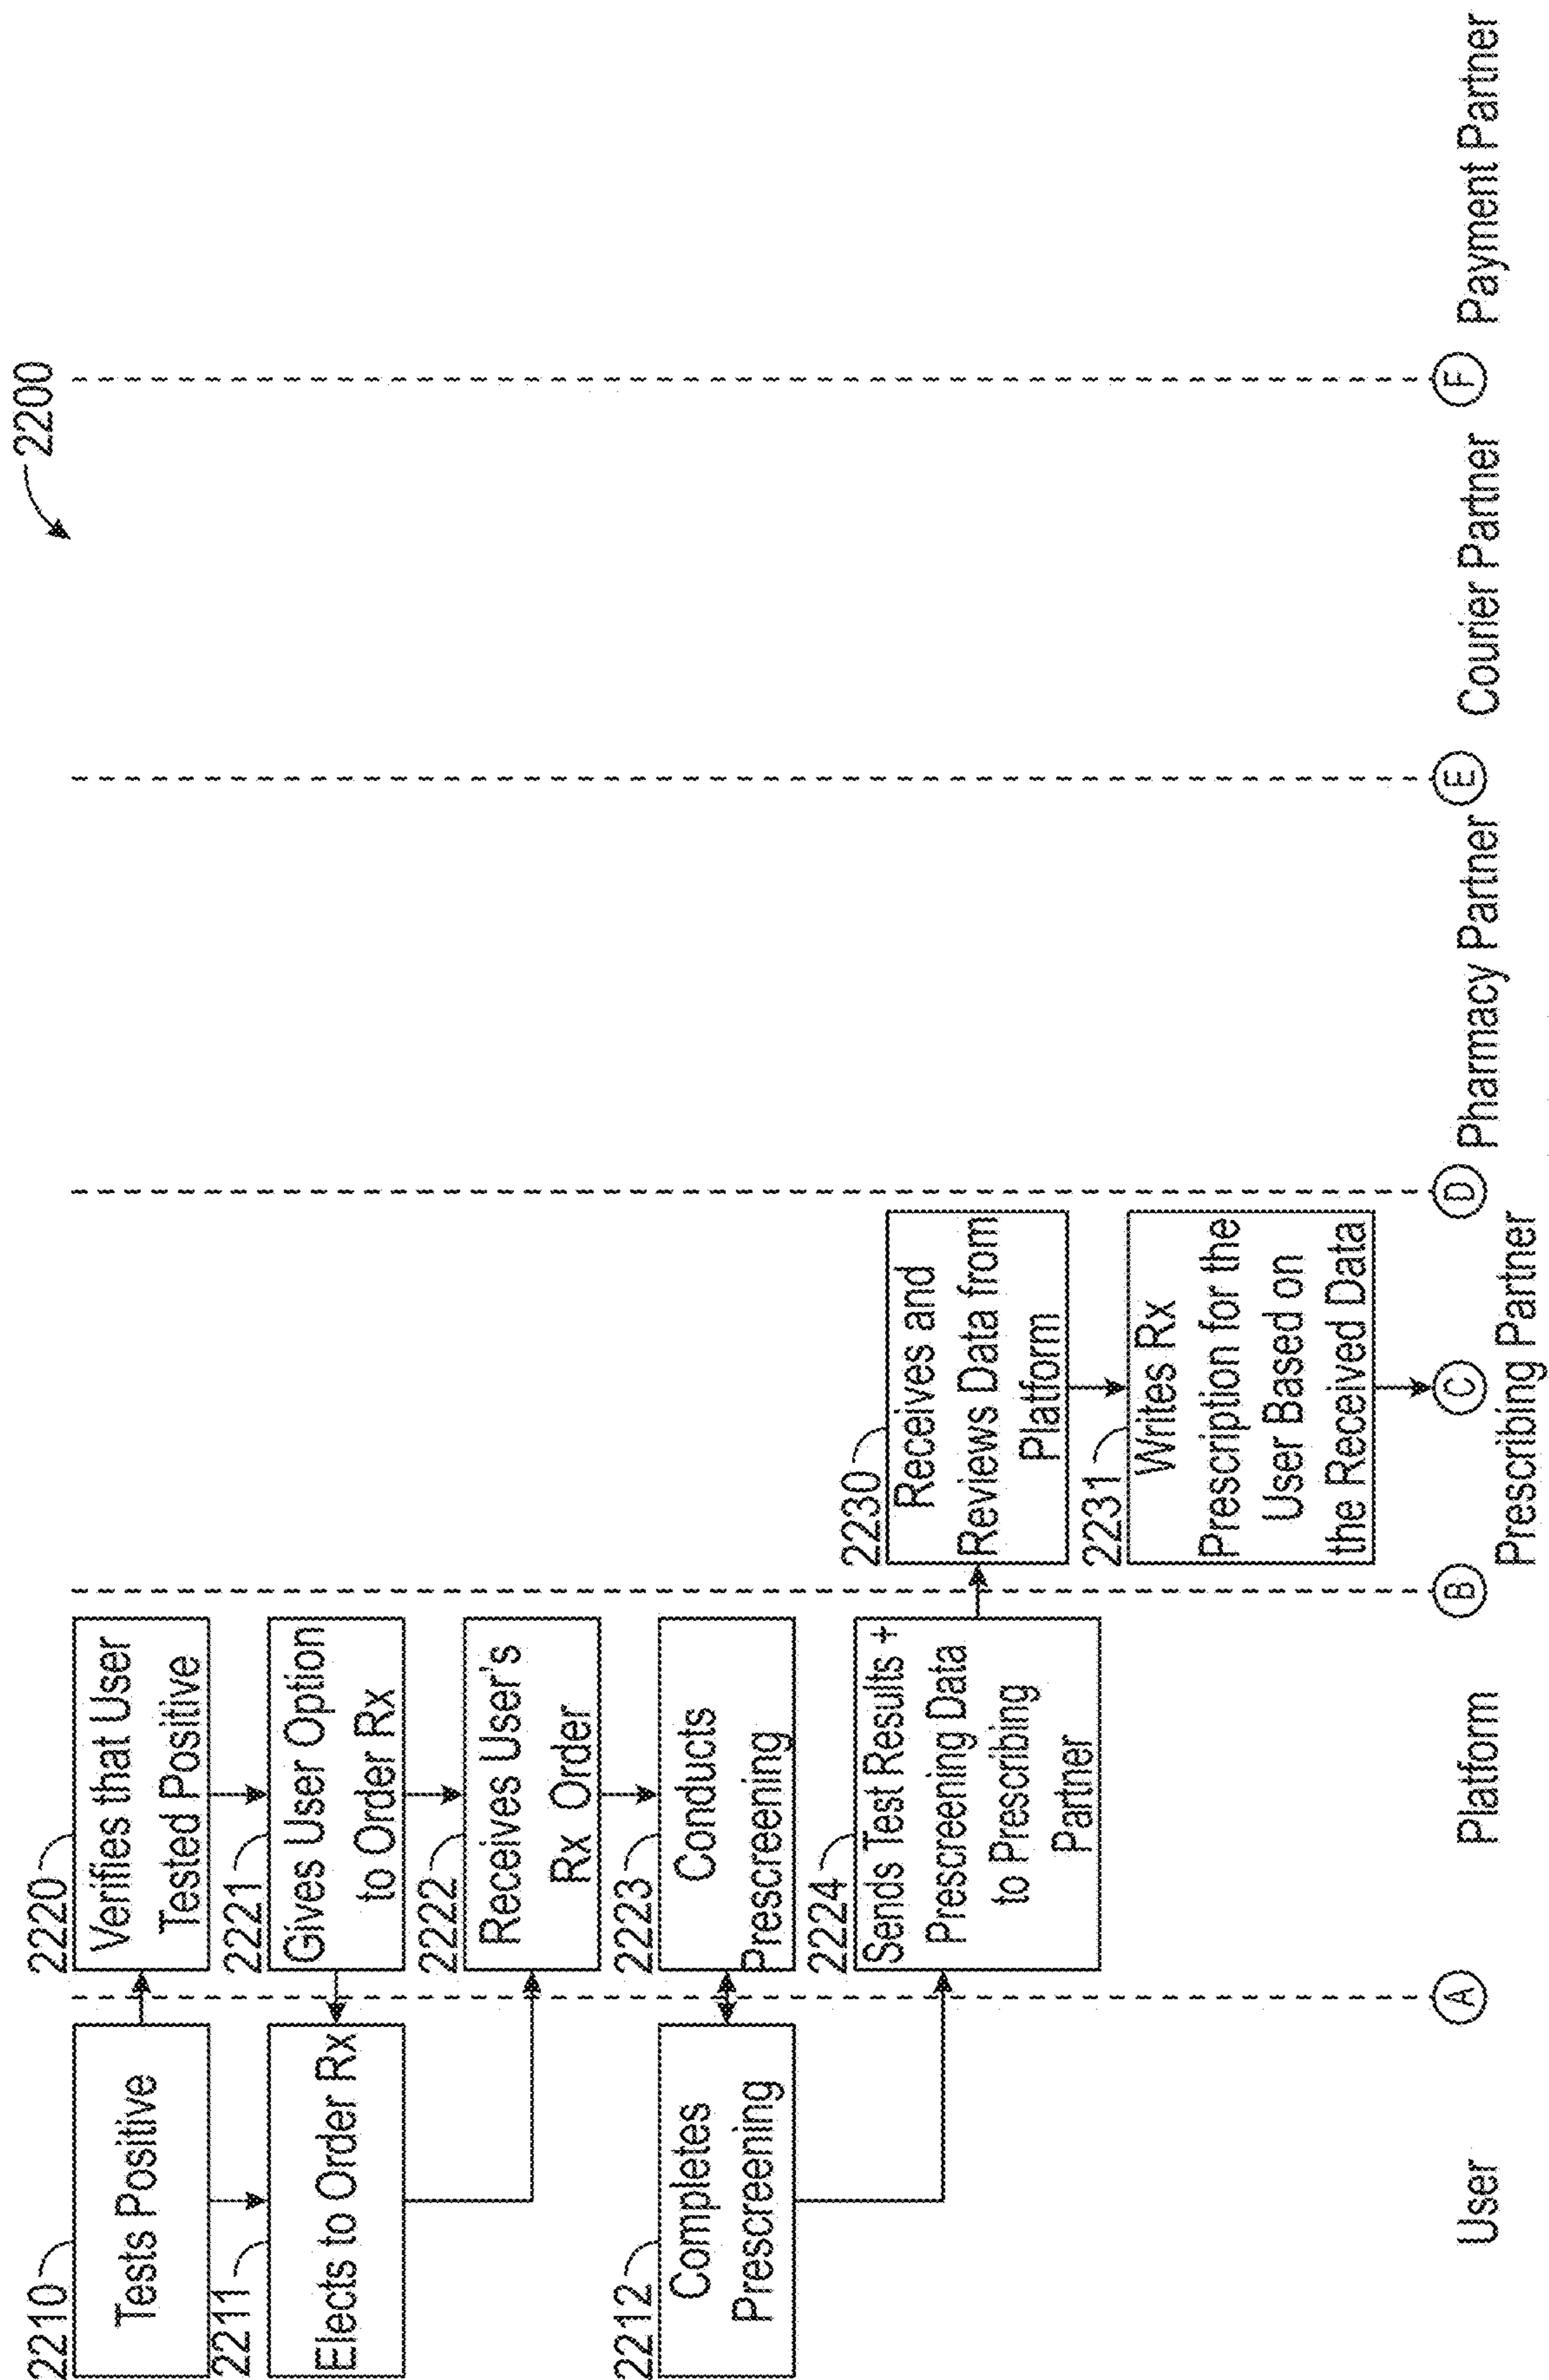 2200
2210
Tests Positive
2220
Verifies that User
Tested Positive
2211
Elects to Order Rx
2221
Gives User Option
to Order Rx
2222
Receives User's
Rx Order
2212
Completes
Prescreening
2223
Conducts
Prescreening
2224
Sends Test Results +
Prescreening Data
to Prescribing
Partner
2230
Receives and
Reviews Data from
Platform
2231
Writes Rx
Prescription for the
User Based on
the Received Data
A
B
C
D
E
F
User
Platform
Prescribing Partner
Pharmacy Partner
Courier Partner
Payment Partner